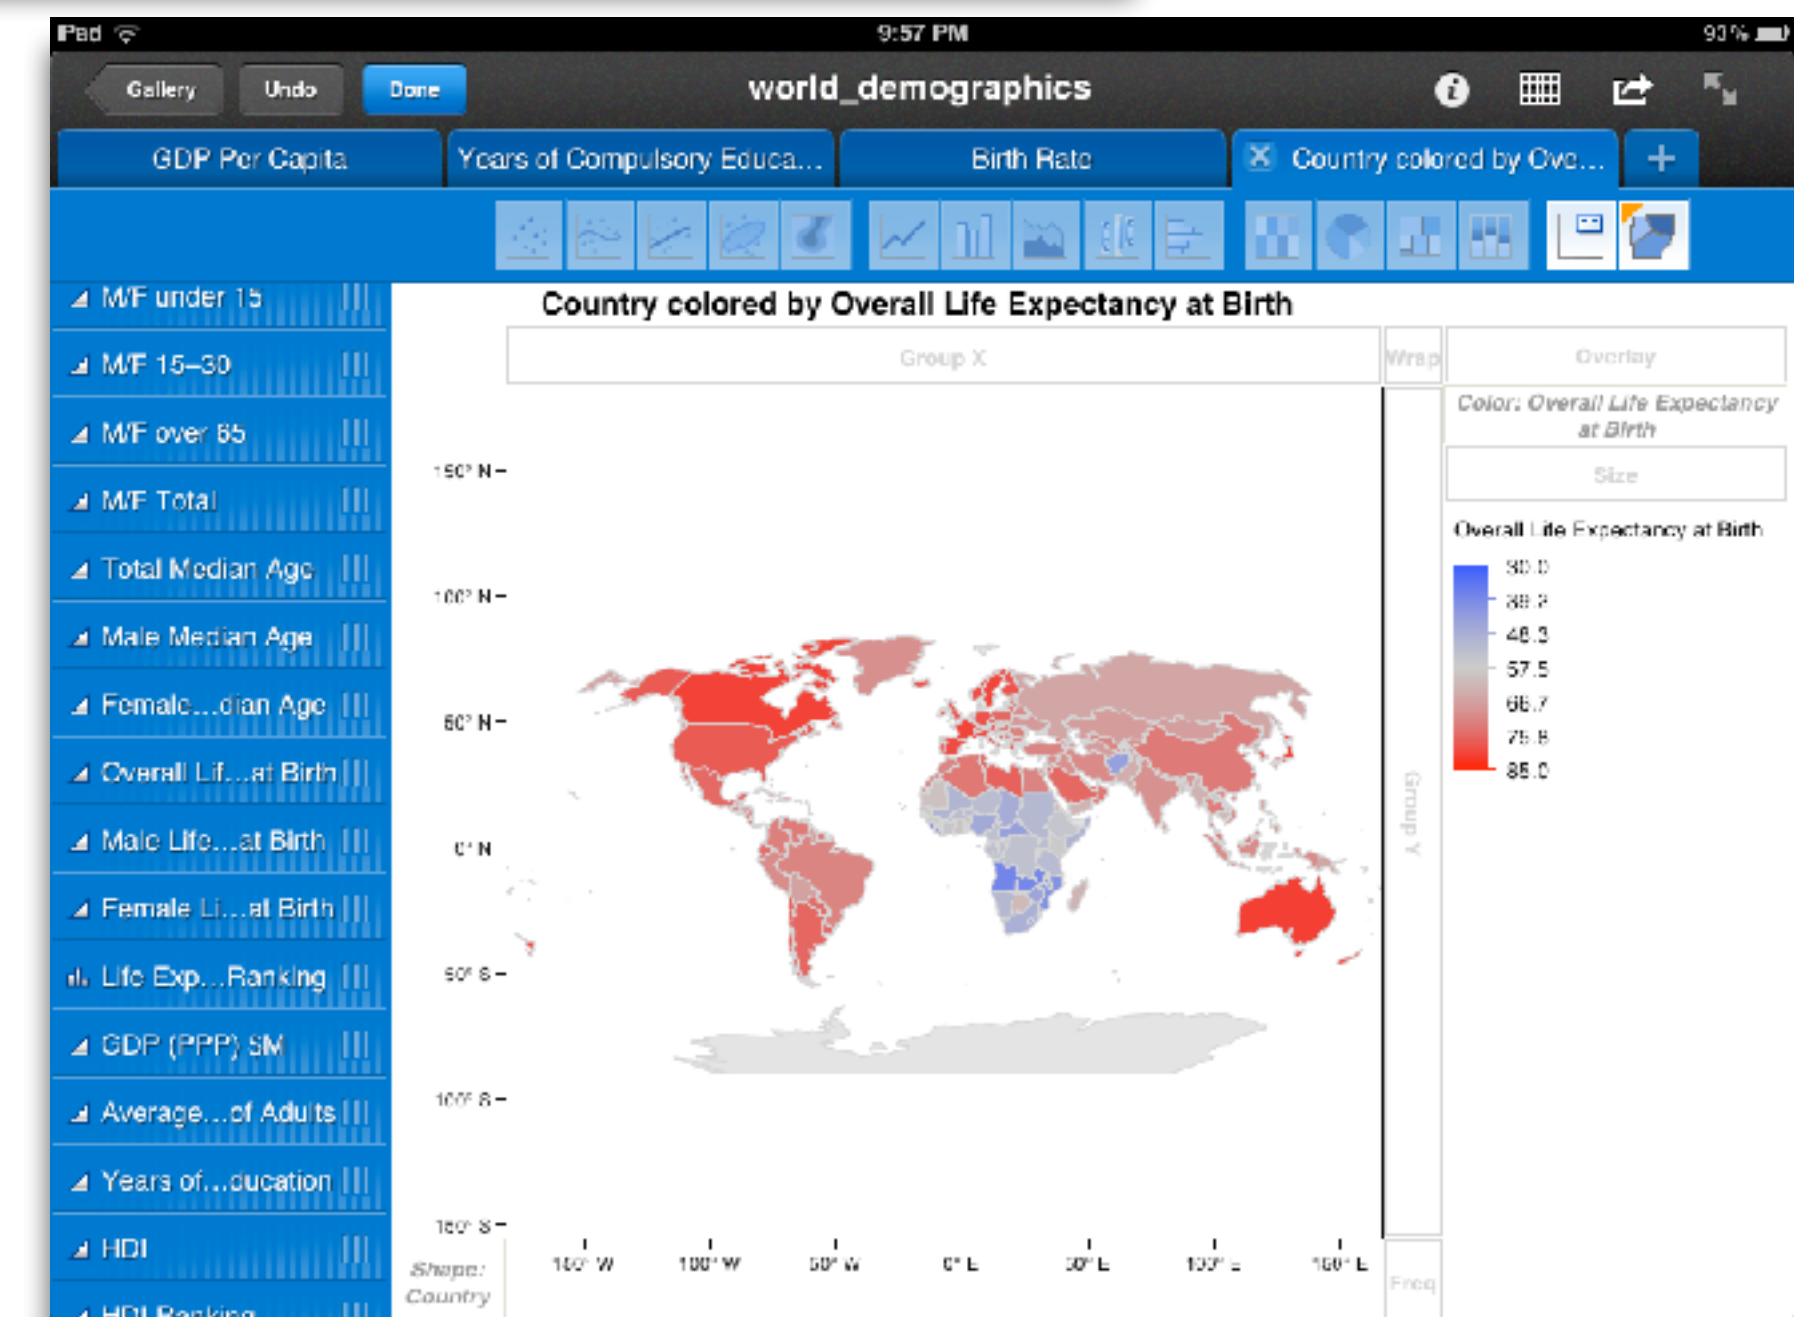 iPad
9:57 PM
93%
Gallery
Undo
Done
world_demographics
GDP Per Capita
Years of Compulsory Educa...
Birth Rate
Country colored by Ove...
+
M/F under 15
M/F 15–30
M/F over 65
M/F Total
Total Median Age
Male Median Age
Female...dian Age
Overall Lif...at Birth
Male Life...at Birth
Female Li...at Birth
Life Exp...Ranking
GDP (PPP) $M
Average...of Adults
Years of...ducation
HDI
HDI Ranking
Country colored by Overall Life Expectancy at Birth
Group X
Wrap
Overlay
Color: Overall Life Expectancy
at Birth
Size
Overall Life Expectancy at Birth
30.0
39.2
48.3
57.5
66.7
75.8
85.0
150° N
100° N
50° N
0° N
50° S
100° S
150° S
Group Y
150° W
100° W
50° W
0° E
50° E
100° E
150° E
Shape:
Country
Freq